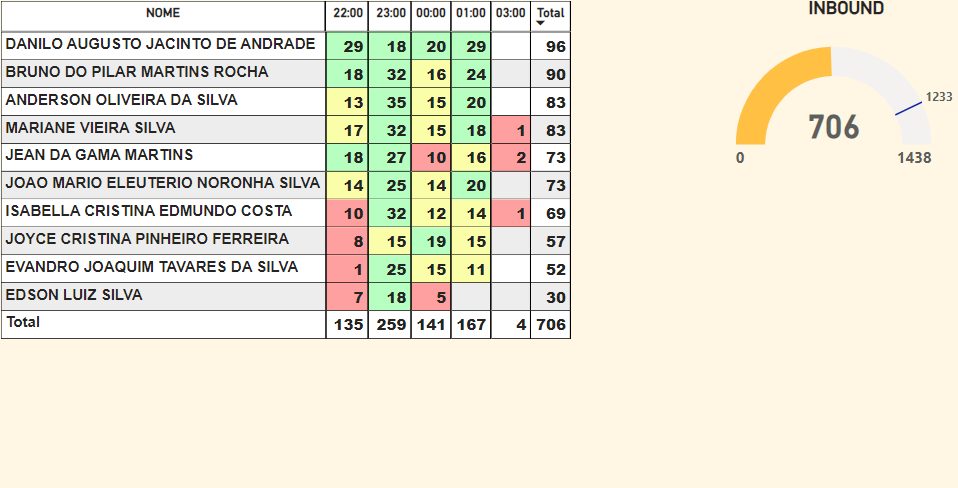 NOME 22:00 23:00 00:00 01:00 03:00 Total
DANILO AUGUSTO JACINTO DE ANDRADE 29 18 20 29 96
BRUNO DO PILAR MARTINS ROCHA 18 32 16 24 90
ANDERSON OLIVEIRA DA SILVA 13 35 15 20 83
MARIANE VIEIRA SILVA 17 32 15 18 1 83
JEAN DA GAMA MARTINS 18 27 10 16 2 73
JOAO MARIO ELEUTERIO NORONHA SILVA 14 25 14 20 73
ISABELLA CRISTINA EDMUNDO COSTA 10 32 12 14 1 69
JOYCE CRISTINA PINHEIRO FERREIRA 8 15 19 15 57
EVANDRO JOAQUIM TAVARES DA SILVA 1 25 15 11 52
EDSON LUIZ SILVA 7 18 5 30
Total 135 259 141 167 4 706
INBOUND
1233
706
0 1438